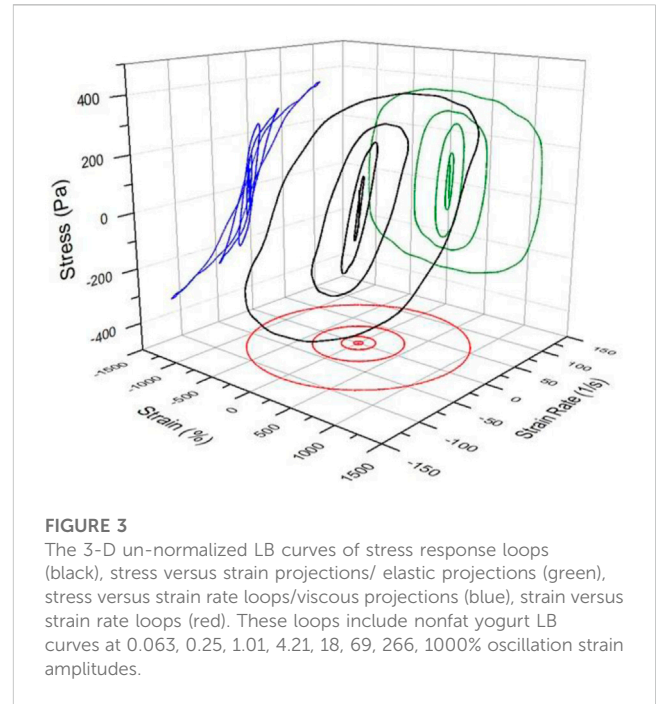 400
200
0
-200
-400
Stress (Pa)
-1500
-1000
-500
0
500
1000
1500
Strain (%)
-150
-100
-50
0
50
100
150
Strain Rate (1/s)
FIGURE 3
The 3-D un-normalized LB curves of stress response loops
(black), stress versus strain projections/ elastic projections (green),
stress versus strain rate loops/viscous projections (blue), strain versus
strain rate loops (red). These loops include nonfat yogurt LB
curves at 0.063, 0.25, 1.01, 4.21, 18, 69, 266, 1000% oscillation strain
amplitudes.